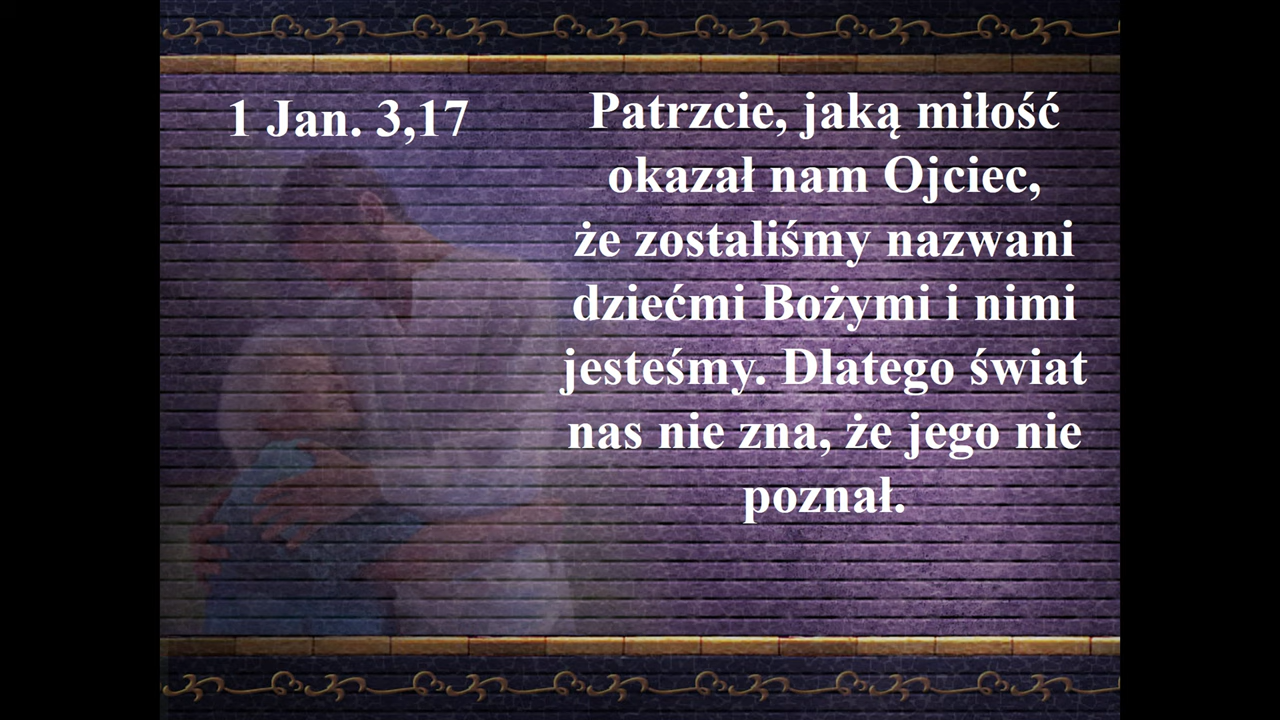 1 Jan. 3,17
Patrzcie, jaką miłość
okazał nam Ojciec,
że zostaliśmy nazwani
dziećmi Bożymi i nimi
jesteśmy. Dlatego świat
nas nie zna, że jego nie
poznał.